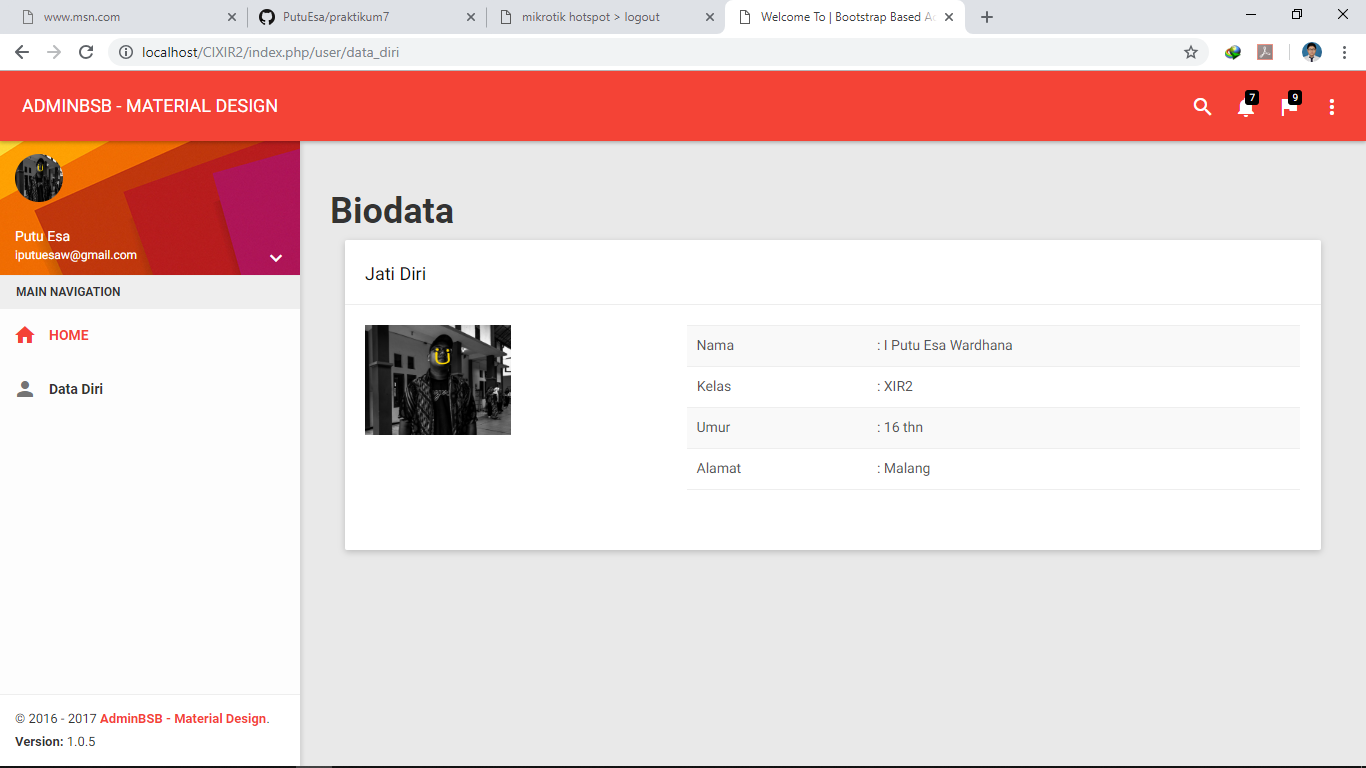 www.msn.com
PutuEsa/praktikum7
mikrotik hotspot > logout
Welcome To | Bootstrap Based Ad
localhost/CIXIR2/index.php/user/data_diri
ADMINBSB - MATERIAL DESIGN
7
9
Putu Esa
iputuesaw@gmail.com
MAIN NAVIGATION
HOME
Data Diri
Biodata
Jati Diri
Nama : I Putu Esa Wardhana
Kelas : XIR2
Umur : 16 thn
Alamat : Malang
© 2016 - 2017 AdminBSB - Material Design.
Version: 1.0.5